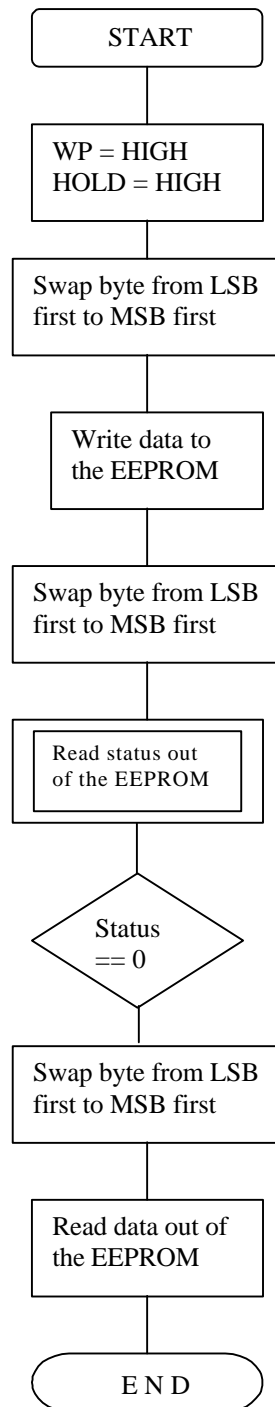 START
WP = HIGH
HOLD = HIGH
Swap byte from LSB
first to MSB first
Write data to
the EEPROM
Swap byte from LSB
first to MSB first
Read status out
of the EEPROM
Status
== 0
Swap byte from LSB
first to MSB first
Read data out of
the EEPROM
E N D